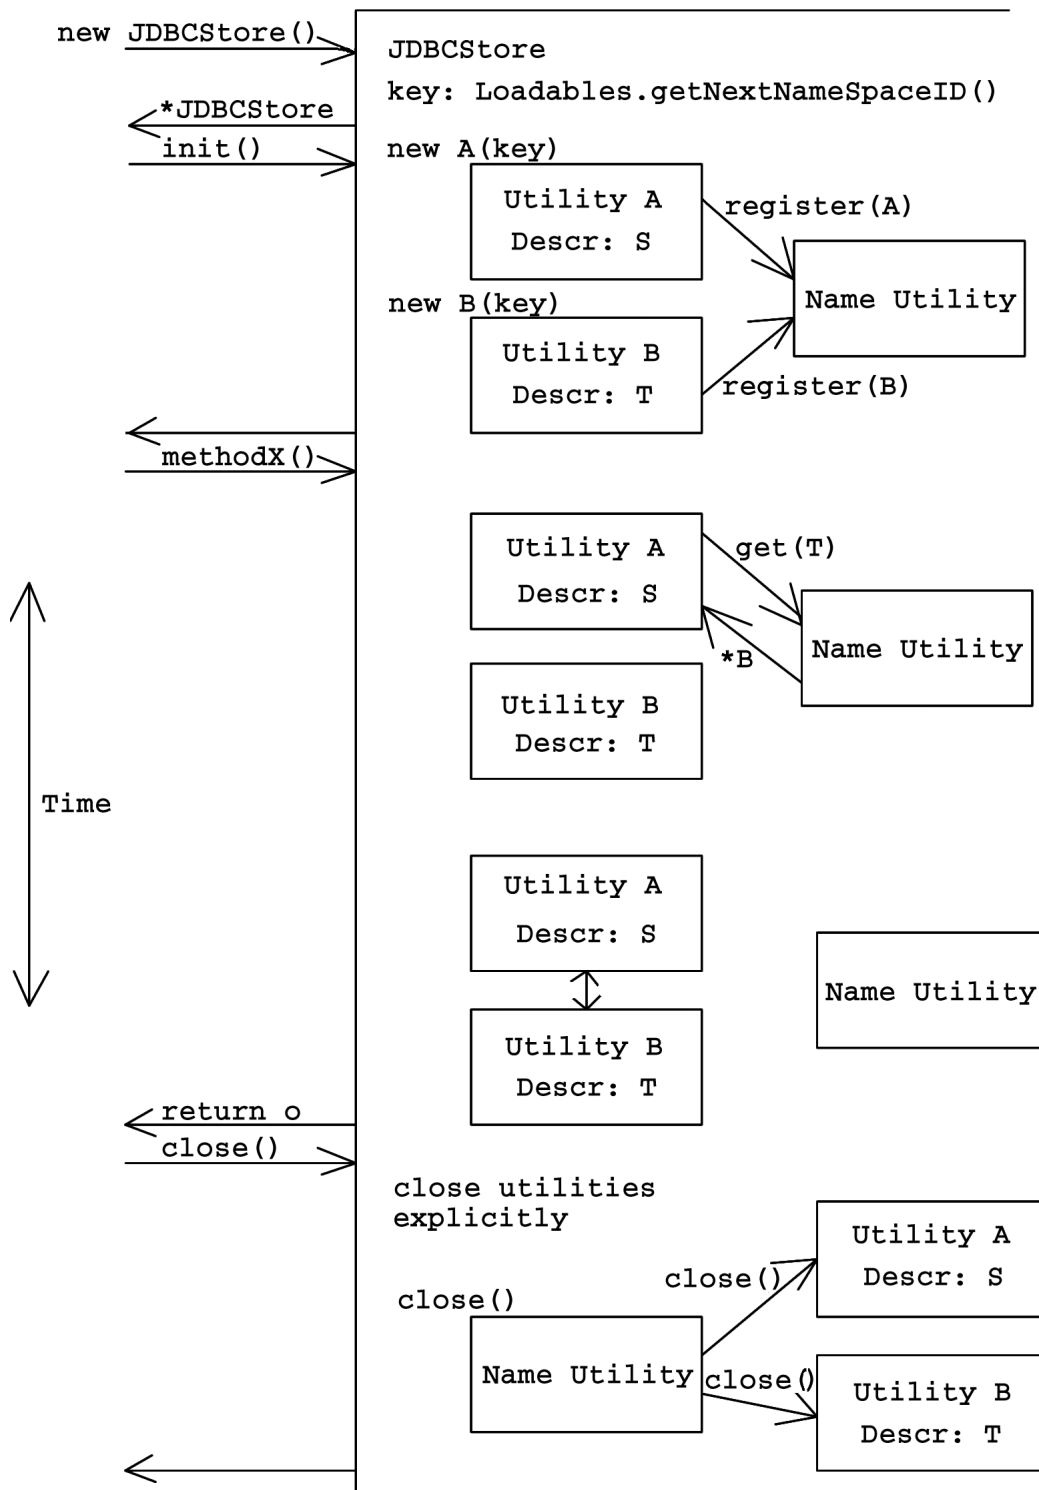 new JDBCStore()
JDBCStore
key: Loadables.getNextNameSpaceID()
*JDBCStore
init()
new A(key)
Utility A
Descr: S
register(A)
Name Utility
new B(key)
Utility B
Descr: T
register(B)
methodX()
Utility A
Descr: S
get(T)
Name Utility
*B
Utility B
Descr: T
Time
Utility A
Descr: S
Name Utility
Utility B
Descr: T
return o
close()
close utilities
explicitly
Utility A
Descr: S
close()
close()
Name Utility
close()
Utility B
Descr: T